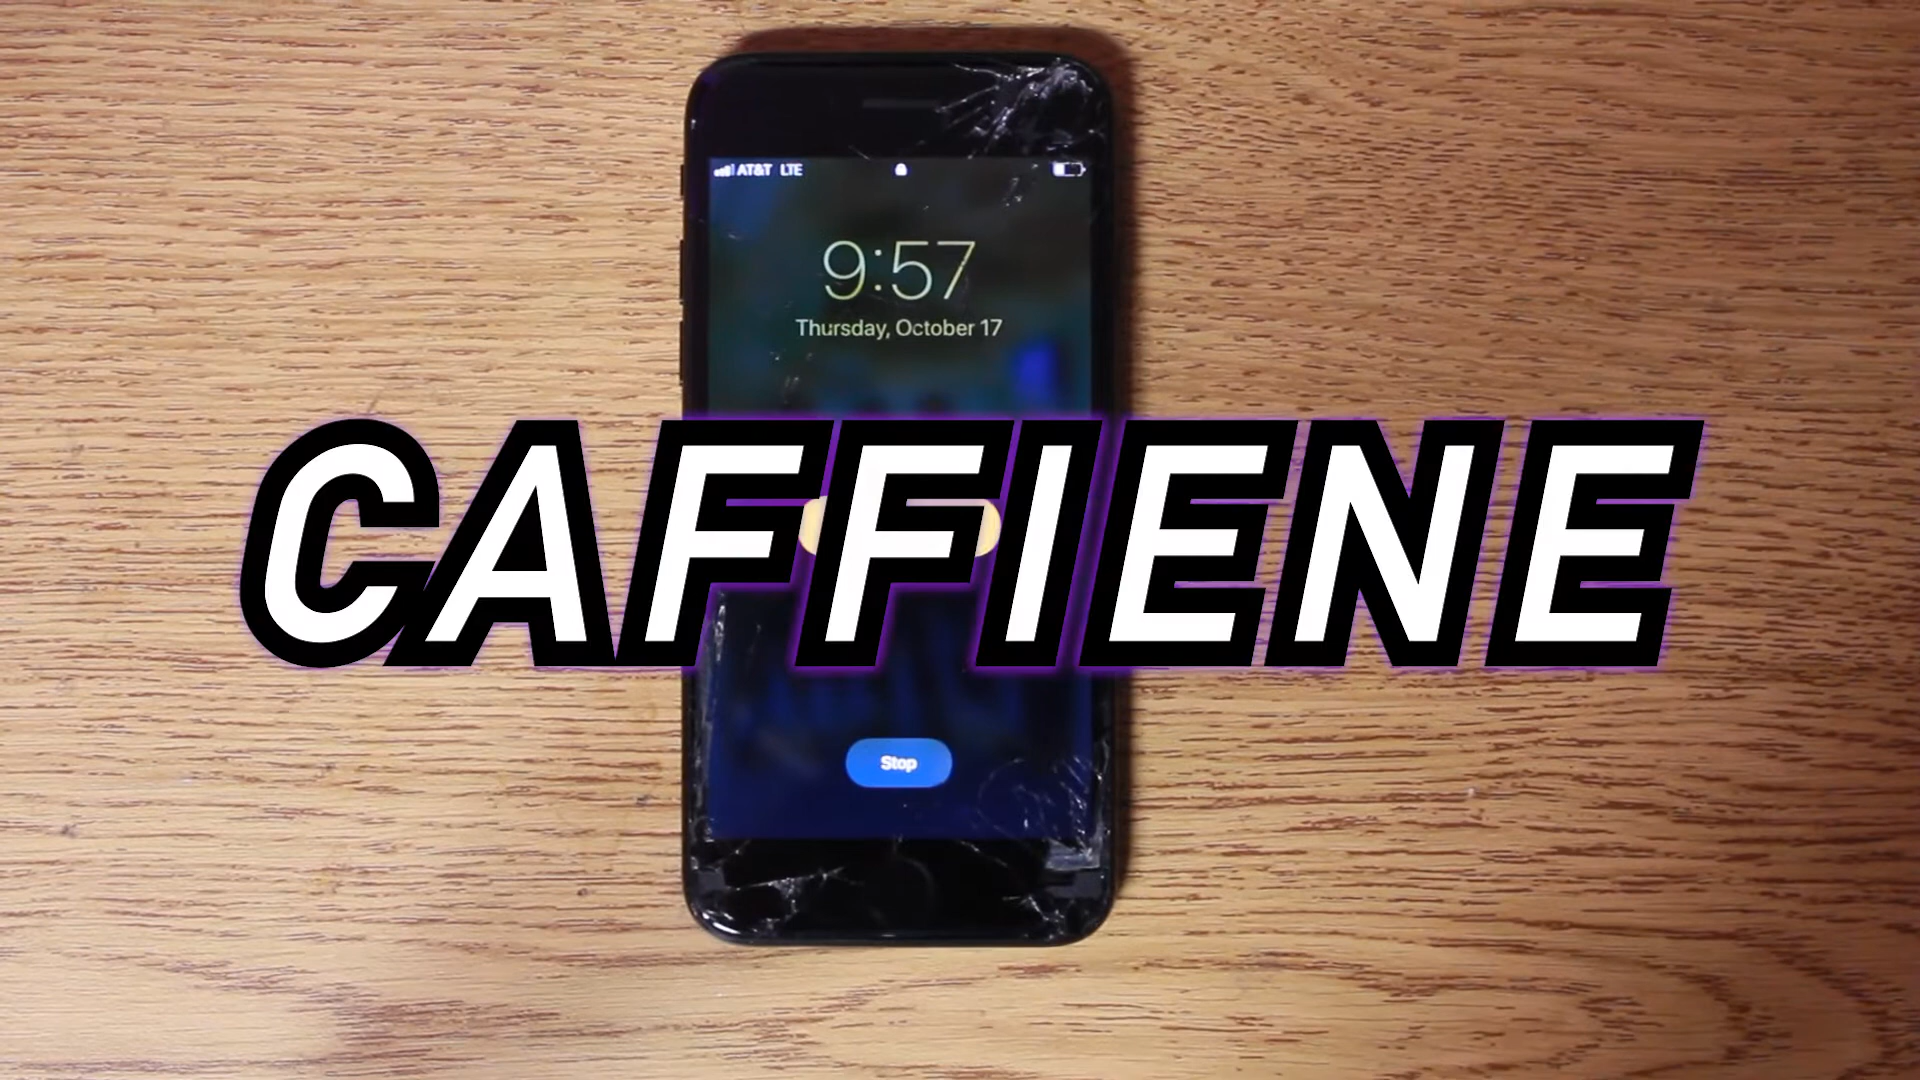 AT&T LTE
9:57
Thursday, October 17
CAFFIENE
Stop